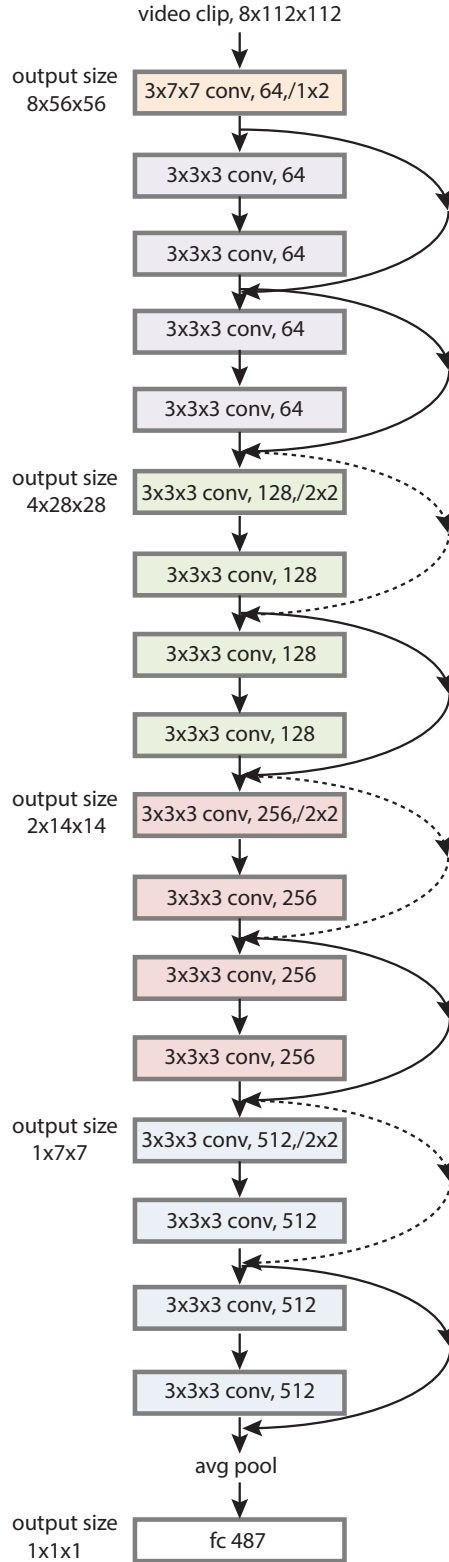 video clip, 8x112x112
output size
8x56x56
3x7x7 conv, 64,/1x2
3x3x3 conv, 64
3x3x3 conv, 64
3x3x3 conv, 64
3x3x3 conv, 64
output size
4x28x28
3x3x3 conv, 128,/2x2
3x3x3 conv, 128
3x3x3 conv, 128
3x3x3 conv, 128
output size
2x14x14
3x3x3 conv, 256,/2x2
3x3x3 conv, 256
3x3x3 conv, 256
3x3x3 conv, 256
output size
1x7x7
3x3x3 conv, 512,/2x2
3x3x3 conv, 512
3x3x3 conv, 512
3x3x3 conv, 512
avg pool
output size
1x1x1
fc 487